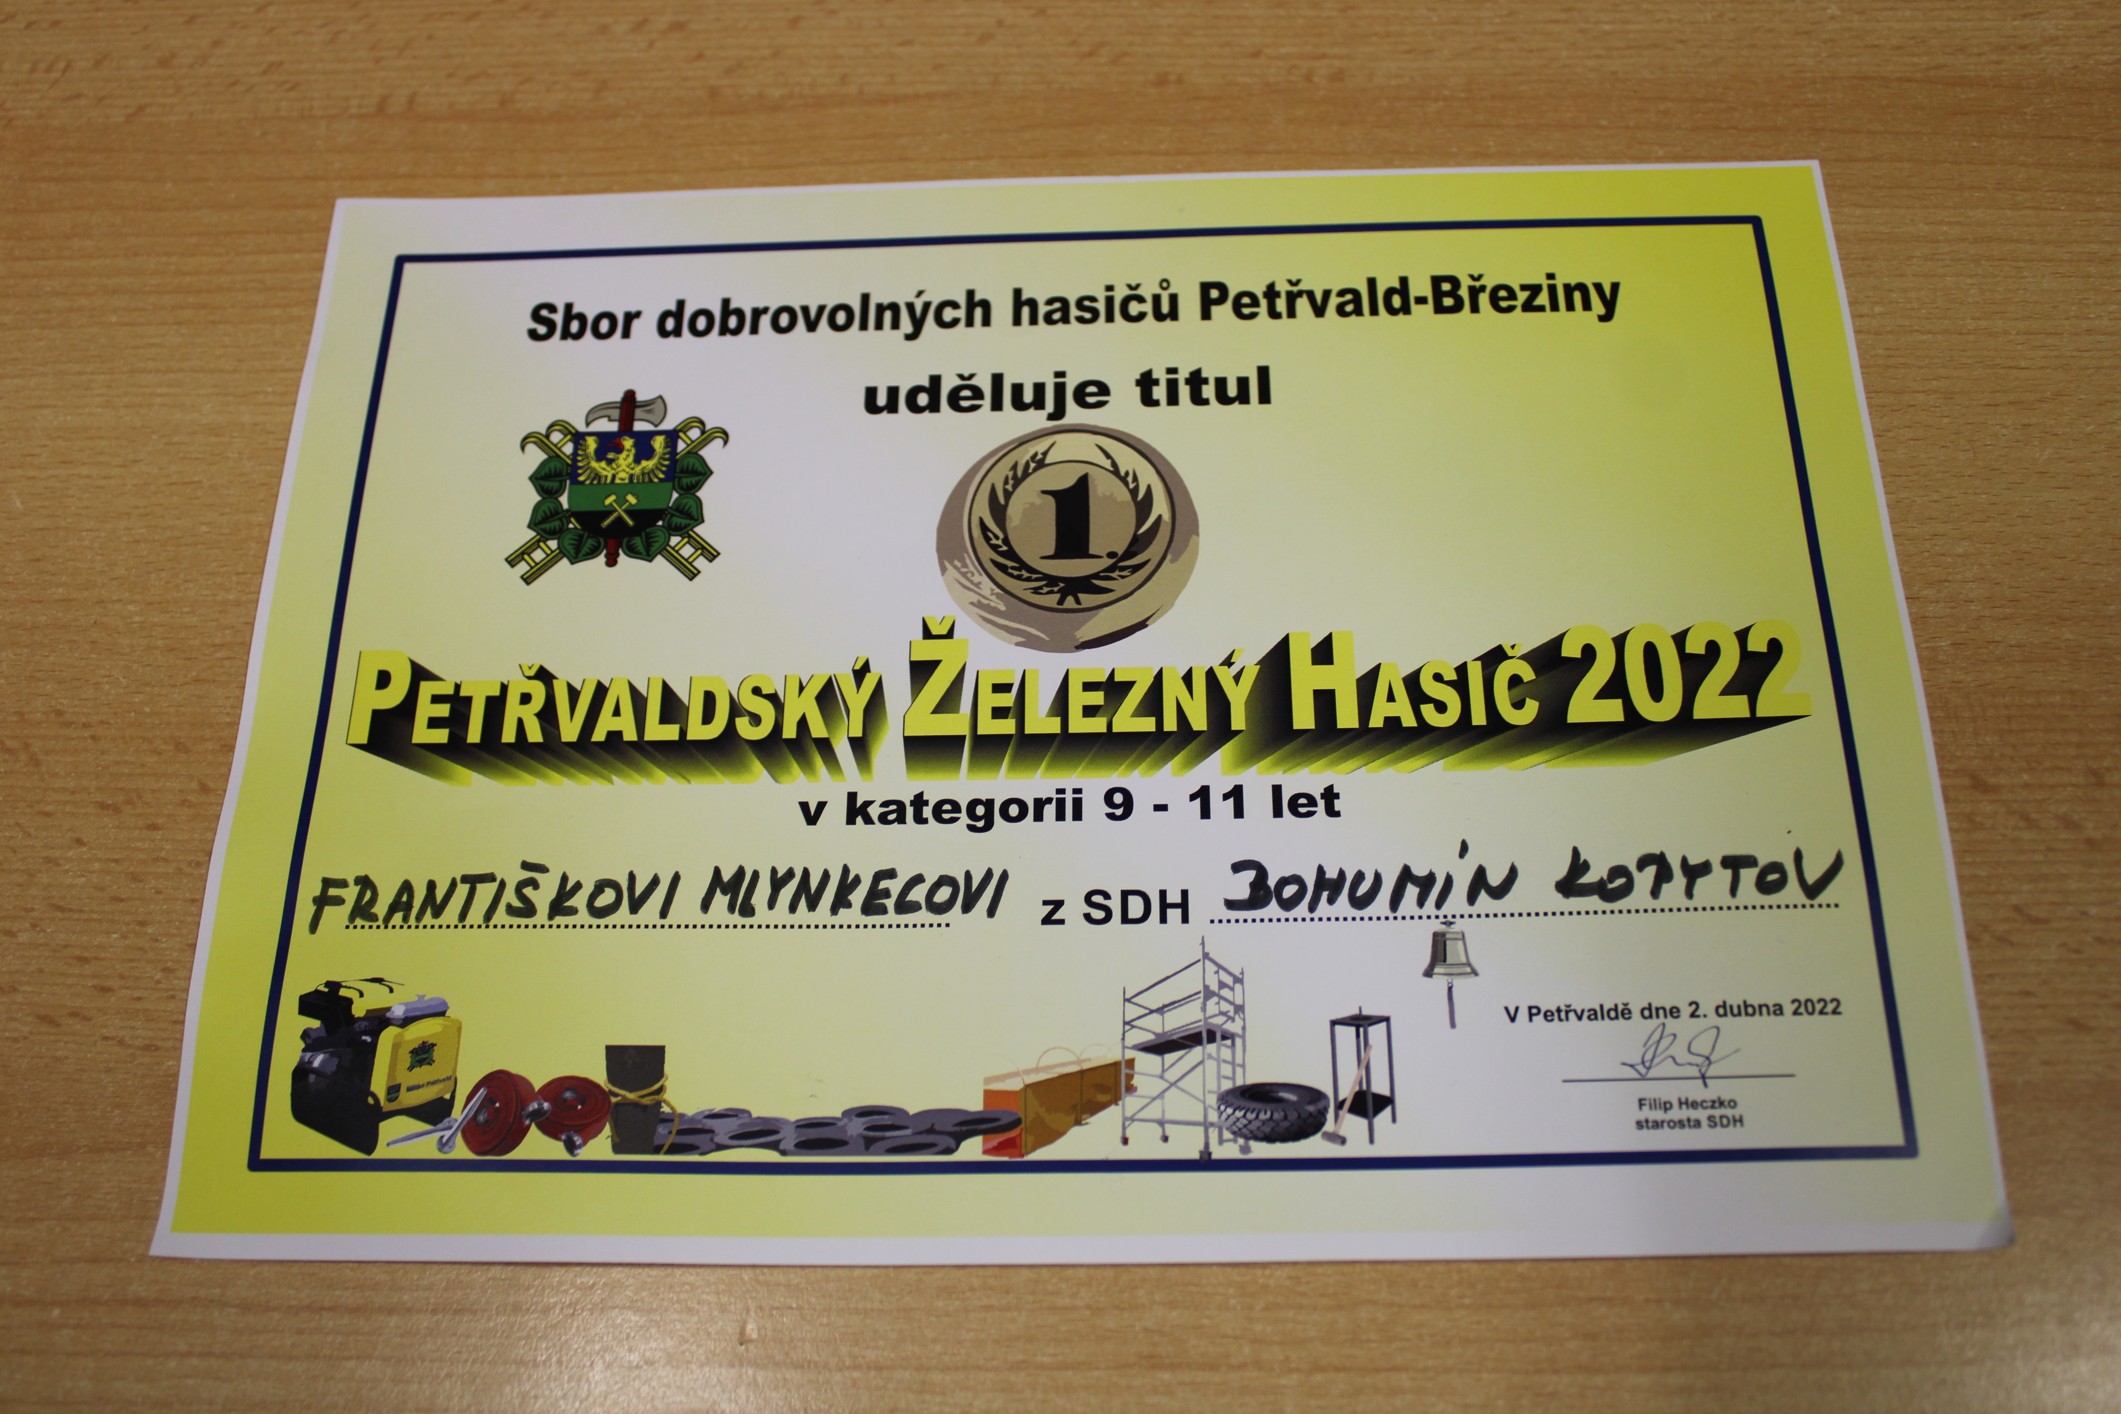 Sbor dobrovolných hasičů Petřvald-Březiny
uděluje titul
1.
PETŘVALDSKÝ ŽELEZNÝ HASIČ 2022
v kategorii 9 - 11 let
FRANTIŠKOVI MLYNKECOVI z SDH BOHUMÍN KOPYTOV
V Petřvaldě dne 2. dubna 2022
Filip Heczko
starosta SDH